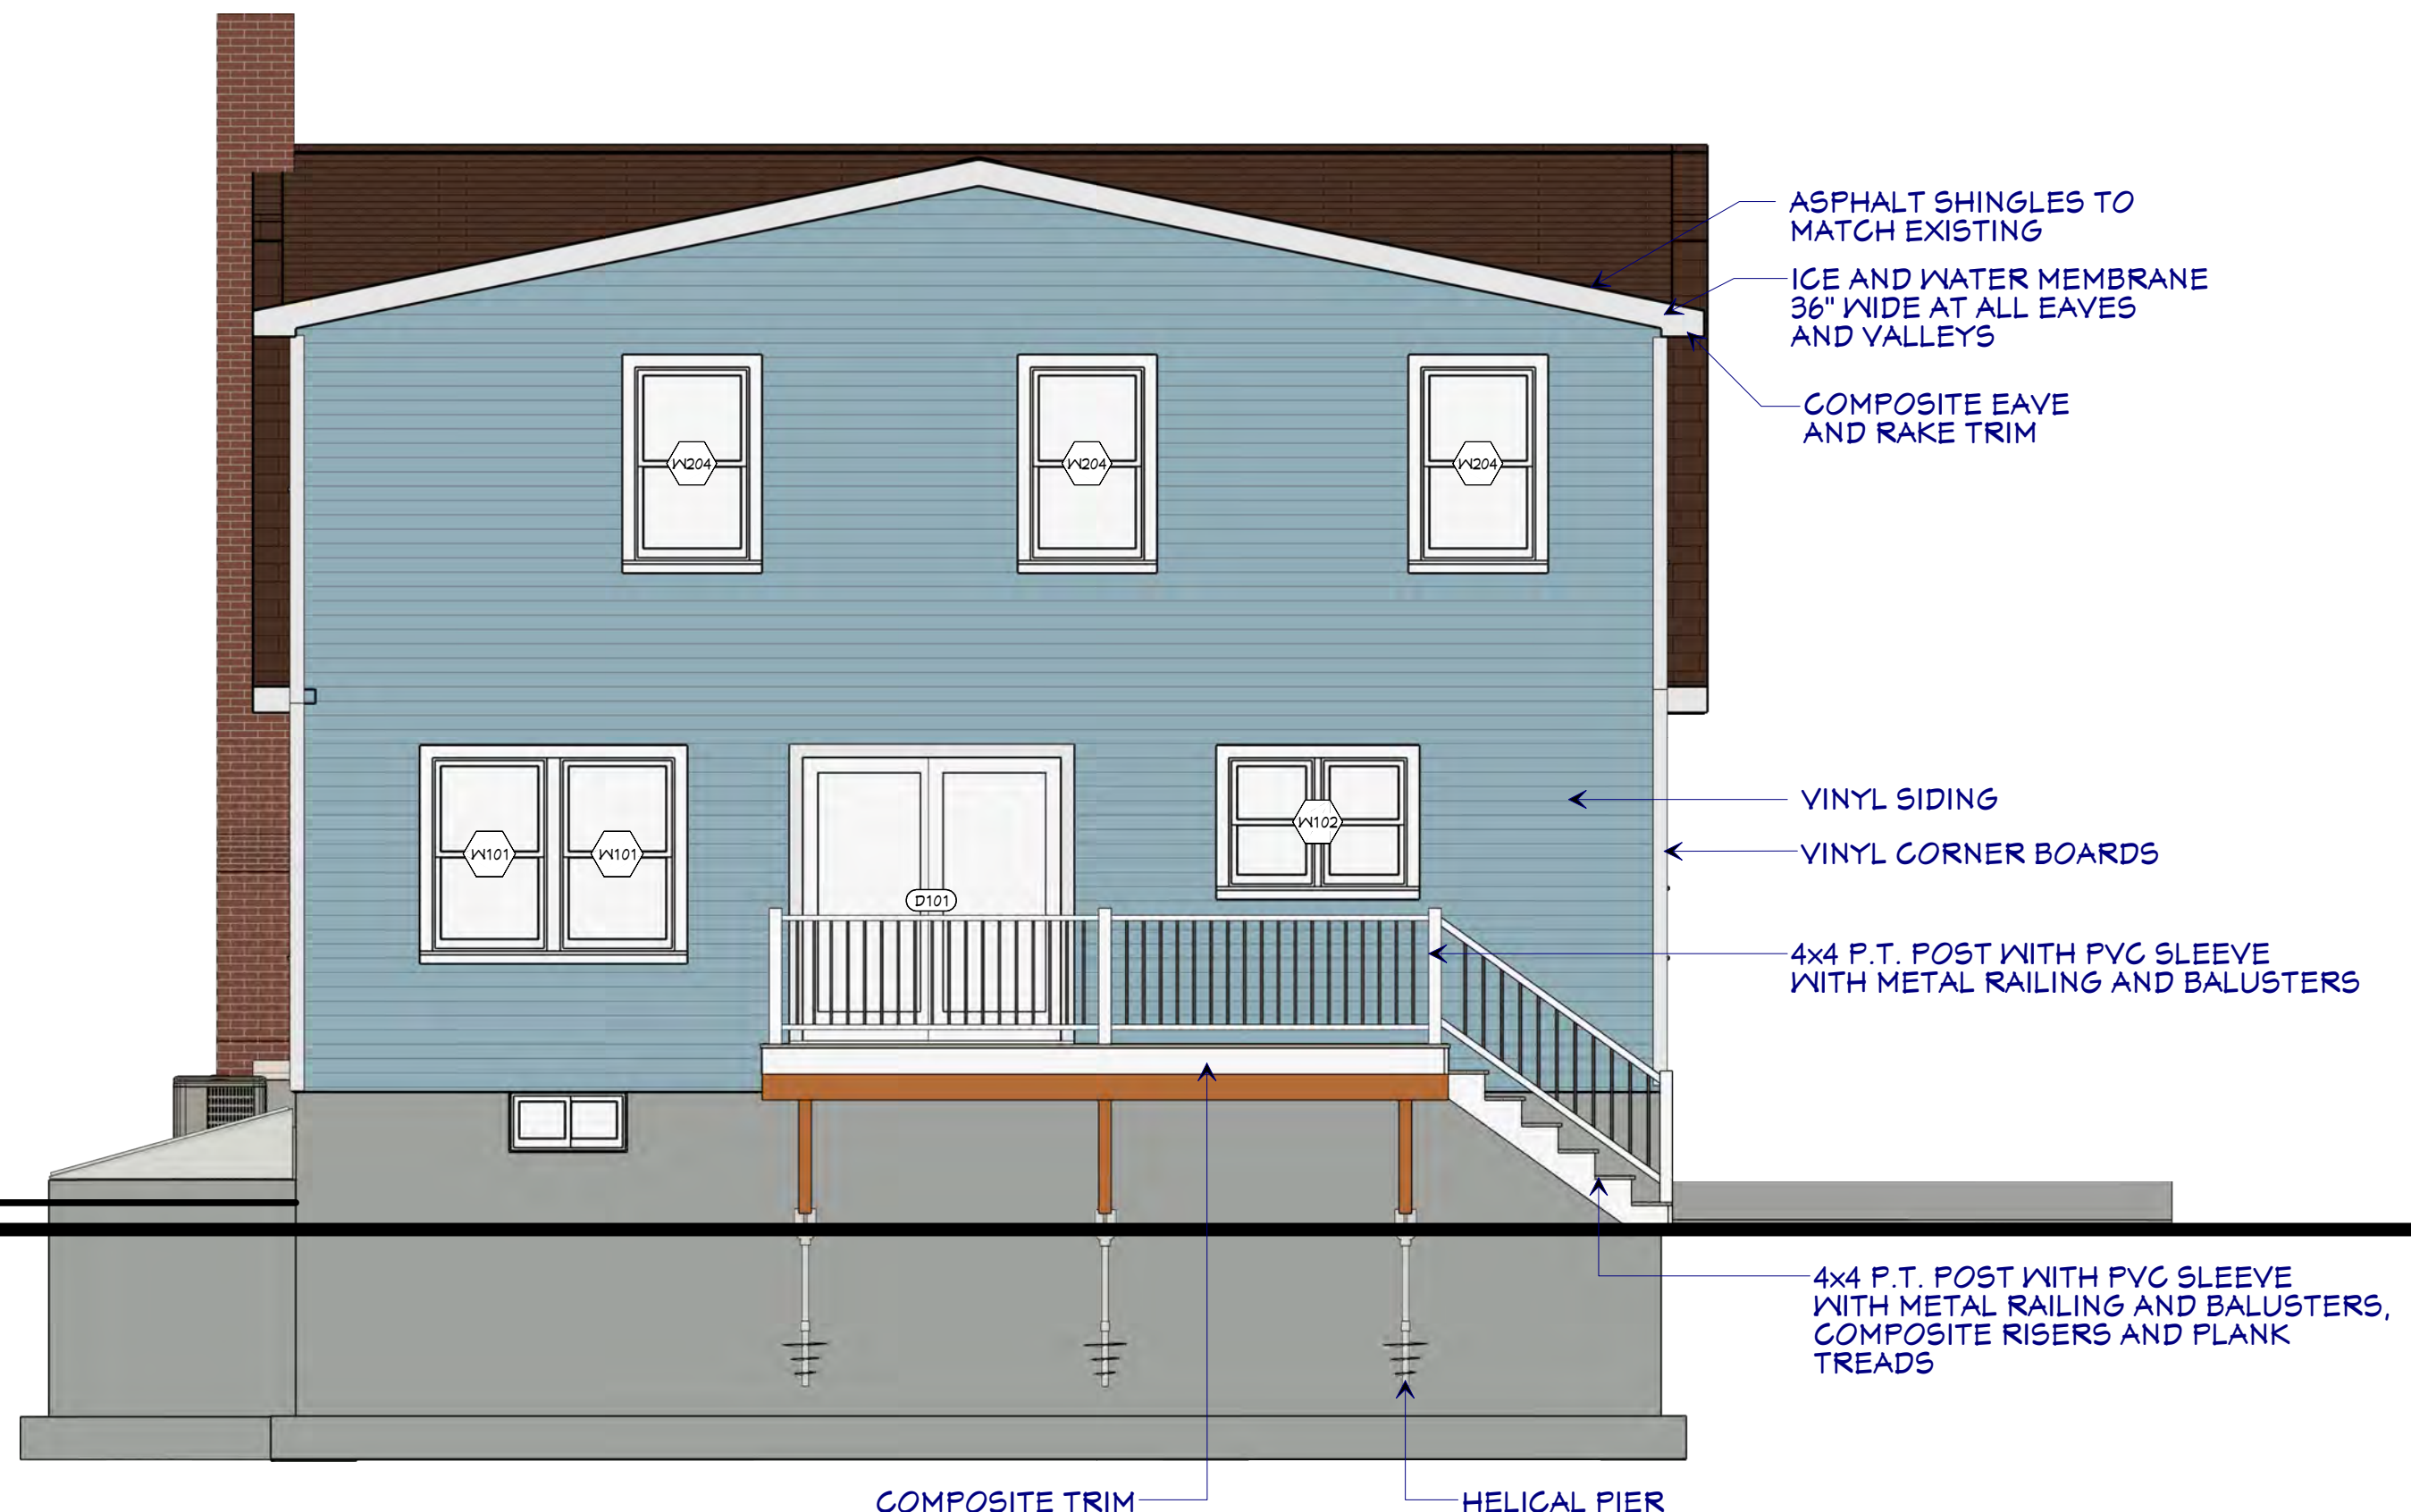 ASPHALT SHINGLES TO
MATCH EXISTING
ICE AND WATER MEMBRANE
36" WIDE AT ALL EAVES
AND VALLEYS
COMPOSITE EAVE
AND RAKE TRIM
W204
W204
W204
VINYL SIDING
W101
W101
W102
VINYL CORNER BOARDS
D101
4x4 P.T. POST WITH PVC SLEEVE
WITH METAL RAILING AND BALUSTERS
4x4 P.T. POST WITH PVC SLEEVE
WITH METAL RAILING AND BALUSTERS,
COMPOSITE RISERS AND PLANK
TREADS
COMPOSITE TRIM
HELICAL PIER